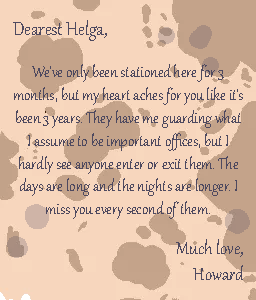 Dearest Helga,
We've only been stationed here for 3
months, but my heart aches for you like it's
been 3 years. They have me guarding what
I assume to be important offices, but I
hardly see anyone enter or exit them. The
days are long and the nights are longer. I
miss you every second of them.
Much love,
Howard